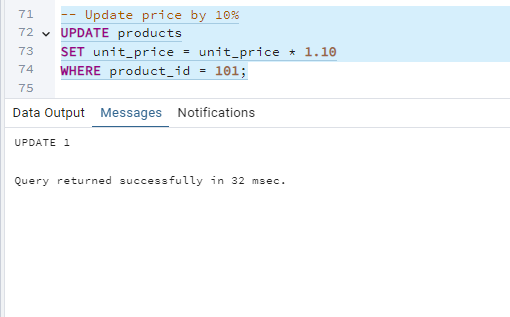 71 -- Update price by 10%
72 UPDATE products
73 SET unit_price = unit_price * 1.10
74 WHERE product_id = 101;
75
Data Output Messages Notifications
UPDATE 1
Query returned successfully in 32 msec.